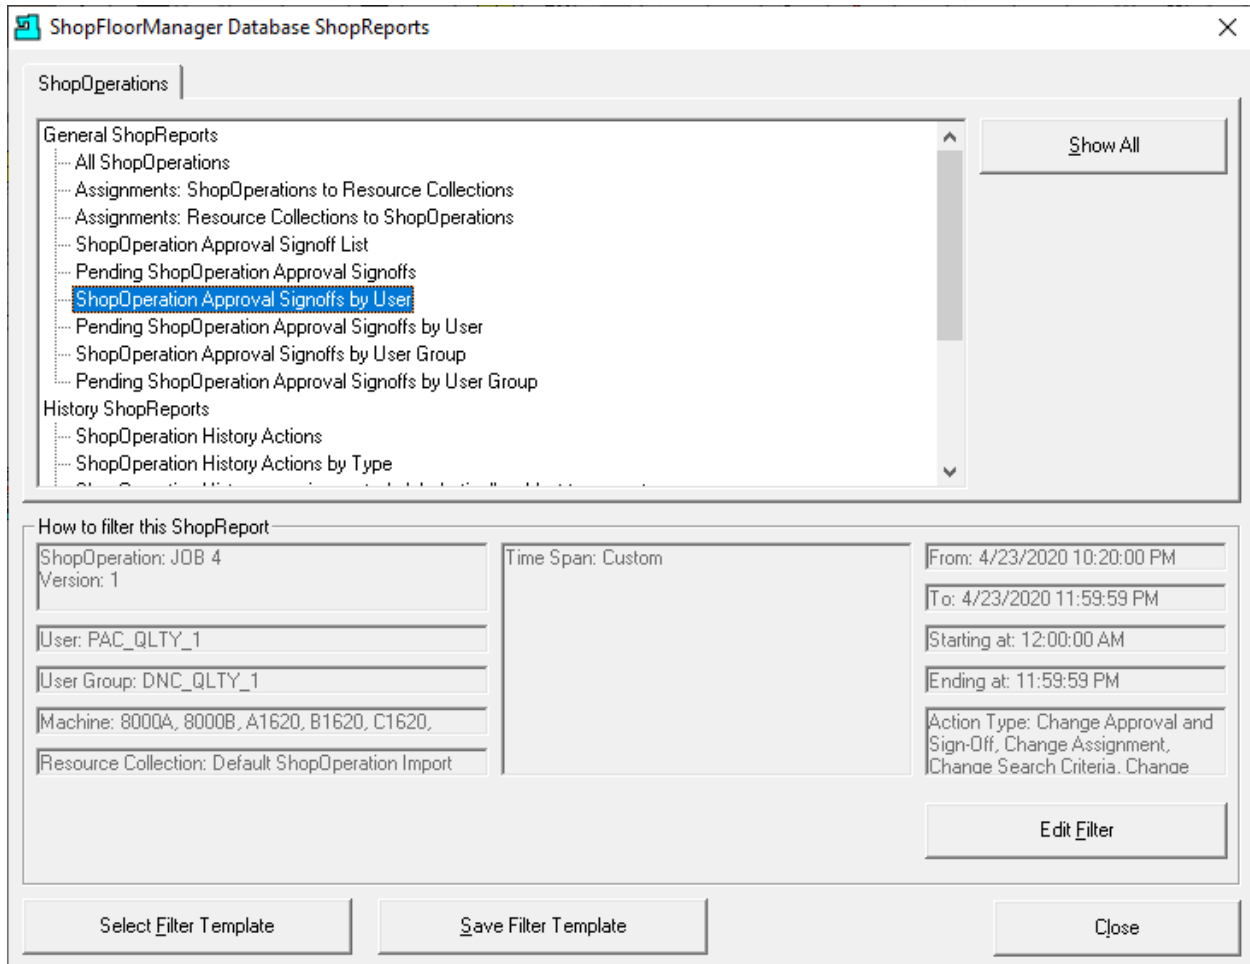 ShopFloorManager Database ShopReports
ShopOperations
General ShopReports
All ShopOperations
Assignments: ShopOperations to Resource Collections
Assignments: Resource Collections to ShopOperations
ShopOperation Approval Signoff List
Pending ShopOperation Approval Signoffs
ShopOperation Approval Signoffs by User
Pending ShopOperation Approval Signoffs by User
ShopOperation Approval Signoffs by User Group
Pending ShopOperation Approval Signoffs by User Group
History ShopReports
ShopOperation History Actions
ShopOperation History Actions by Type
Show All
How to filter this ShopReport
ShopOperation: JOB 4
Version: 1
User: PAC_QLTY_1
User Group: DNC_QLTY_1
Machine: 8000A, 8000B, A1620, B1620, C1620,
Resource Collection: Default ShopOperation Import
Time Span: Custom
From: 4/23/2020 10:20:00 PM
To: 4/23/2020 11:59:59 PM
Starting at: 12:00:00 AM
Ending at: 11:59:59 PM
Action Type: Change Approval and
Sign-Off, Change Assignment,
Change Search Criteria, Change
Edit Filter
Select Filter Template
Save Filter Template
Close